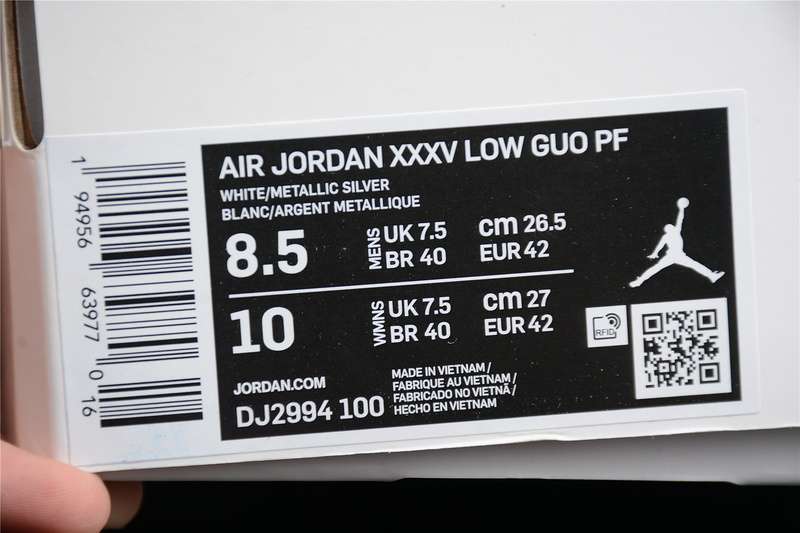 AIR JORDAN XXXV LOW GUO PF
WHITE/METALLIC SILVER
BLANC/ARGENT METALLIQUE
8.5 MENS UK 7.5 cm 26.5
BR 40 EUR 42
10 WMNS UK 7.5 cm 27
BR 40 EUR 42
RFID
JORDAN.COM
DJ2994 100
MADE IN VIETNAM /
FABRIQUE AU VIETNAM /
FABRICADO NO VIETNÃ /
HECHO EN VIETNAM
1 94956 63977 0 16